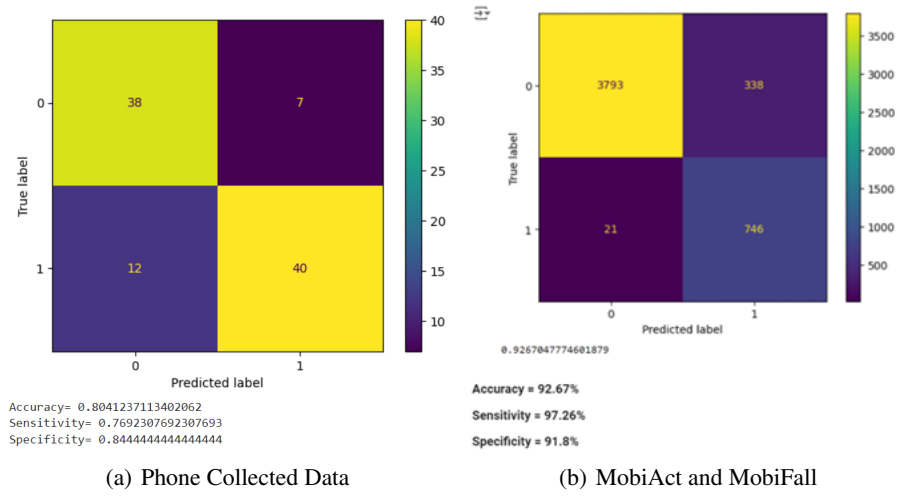 40
35
30
25
20
15
10
0
1
True label
38
7
12
40
0
1
Predicted label
Accuracy= 0.8041237113402062
Sensitivity= 0.7692307692307693
Specificity= 0.8444444444444444
(a) Phone Collected Data
3500
3000
2500
2000
1500
1000
500
0
1
True label
3793
338
21
746
0
1
Predicted label
0.9267047774601879
Accuracy = 92.67%
Sensitivity = 97.26%
Specificity = 91.8%
(b) MobiAct and MobiFall